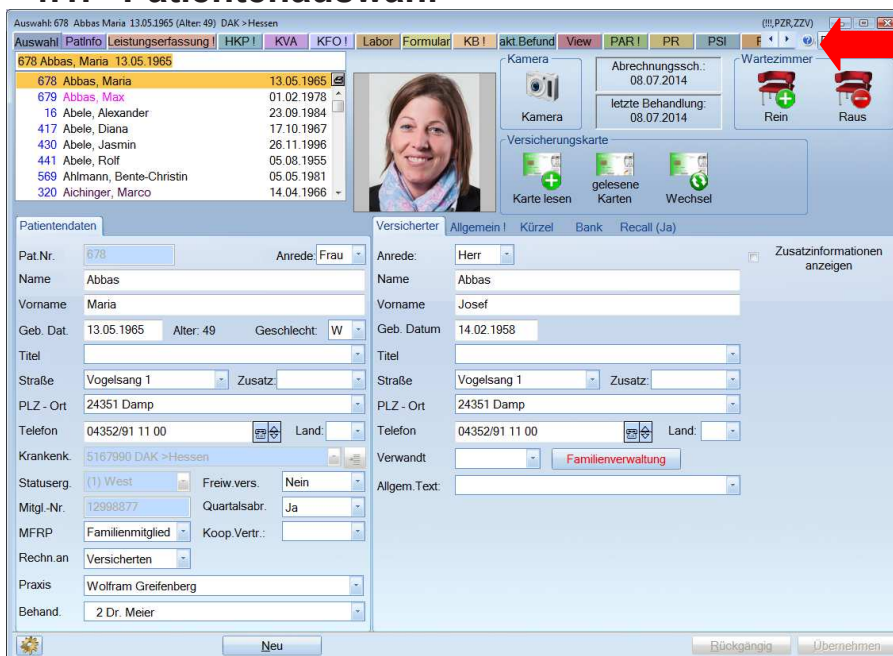 Auswahl: 678 Abbas Maria 13.05.1965 (Alter: 49) DAK >Hessen (!!!,PZR,ZZV)
Auswahl PatInfo Leistungserfassung ! HKP ! KVA KFO ! Labor Formular KB ! akt.Befund View PAR ! PR PSI
678 Abbas, Maria 13.05.1965
678 Abbas, Maria 13.05.1965
679 Abbas, Max 01.02.1978
16 Abele, Alexander 23.09.1984
417 Abele, Diana 17.10.1967
430 Abele, Jasmin 26.11.1996
441 Abele, Rolf 05.08.1955
569 Ahlmann, Bente-Christin 05.05.1981
320 Aichinger, Marco 14.04.1966
Kamera
Kamera
Abrechnungssch.:
08.07.2014
letzte Behandlung:
08.07.2014
Wartezimmer
Rein Raus
Versicherungskarte
Karte lesen
gelesene
Karten
Wechsel
Patientendaten
Pat.Nr. 678 Anrede: Frau
Name Abbas
Vorname Maria
Geb. Dat. 13.05.1965 Alter: 49 Geschlecht: W
Titel
Straße Vogelsang 1 Zusatz:
PLZ - Ort 24351 Damp
Telefon 04352/91 11 00 Land:
Krankenk. 5167990 DAK >Hessen
Statuserg. (1) West Freiw.vers. Nein
Mitgl.-Nr. 12998877 Quartalsabr. Ja
MFRP Familienmitglied Koop.Vertr.:
Rechn.an Versicherten
Praxis Wolfram Greifenberg
Behand. 2 Dr. Meier
Versicherter Allgemein ! Kürzel Bank Recall (Ja)
Anrede: Herr
Name Abbas
Vorname Josef
Geb. Datum 14.02.1958
Titel
Straße Vogelsang 1 Zusatz:
PLZ - Ort 24351 Damp
Telefon 04352/91 11 00 Land:
Verwandt Familienverwaltung
Allgem.Text:
Zusatzinformationen
anzeigen
Neu Rückgängig Übernehmen